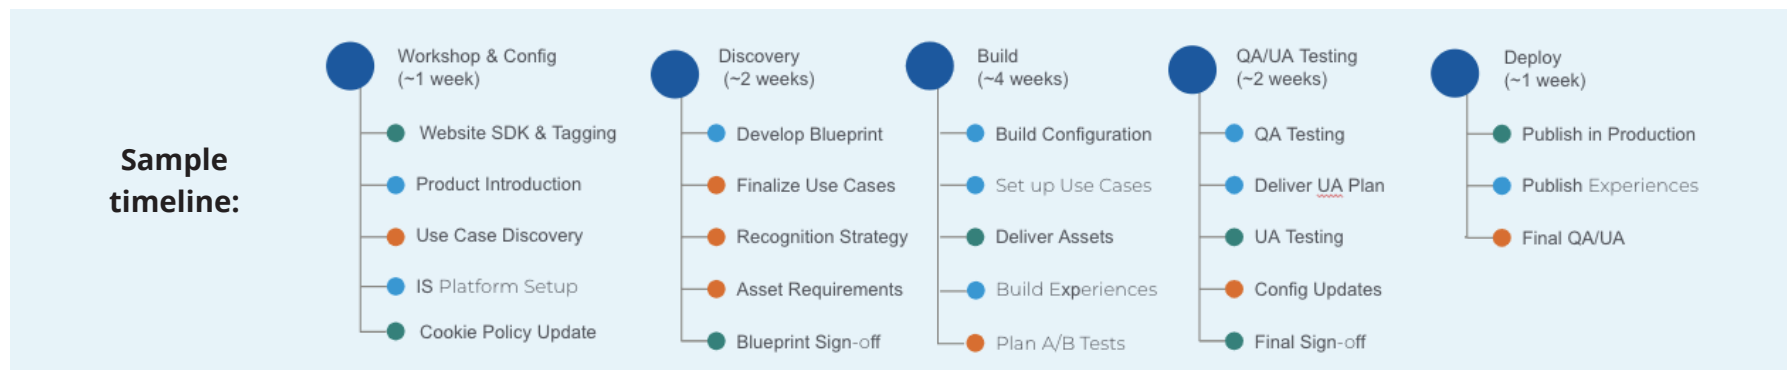 Sample
timeline:
Workshop & Config
(~1 week)
Website SDK & Tagging
Product Introduction
Use Case Discovery
IS Platform Setup
Cookie Policy Update
Discovery
(~2 weeks)
Develop Blueprint
Finalize Use Cases
Recognition Strategy
Asset Requirements
Blueprint Sign-off
Build
(~4 weeks)
Build Configuration
Set up Use Cases
Deliver Assets
Build Experiences
Plan A/B Tests
QA/UA Testing
(~2 weeks)
QA Testing
Deliver UA Plan
UA Testing
Config Updates
Final Sign-off
Deploy
(~1 week)
Publish in Production
Publish Experiences
Final QA/UA